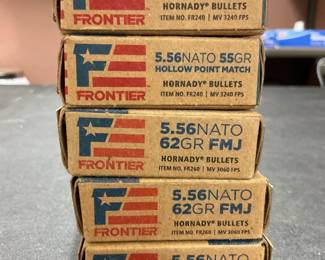 FRONTIER
HORNADY® BULLETS
ITEM NO. FR240 | MV 3240 FPS
5.56NATO 55GR
HOLLOW POINT MATCH
HORNADY® BULLETS
ITEM NO. FR240 | MV 3240 FPS
FRONTIER
5.56NATO
62GR FMJ
HORNADY® BULLETS
ITEM NO. FR260 | MV 3060 FPS
FRONTIER
5.56NATO
62GR FMJ
HORNADY® BULLETS
ITEM NO. FR260 | MV 3060 FPS
FRONTIER
5.56NATO